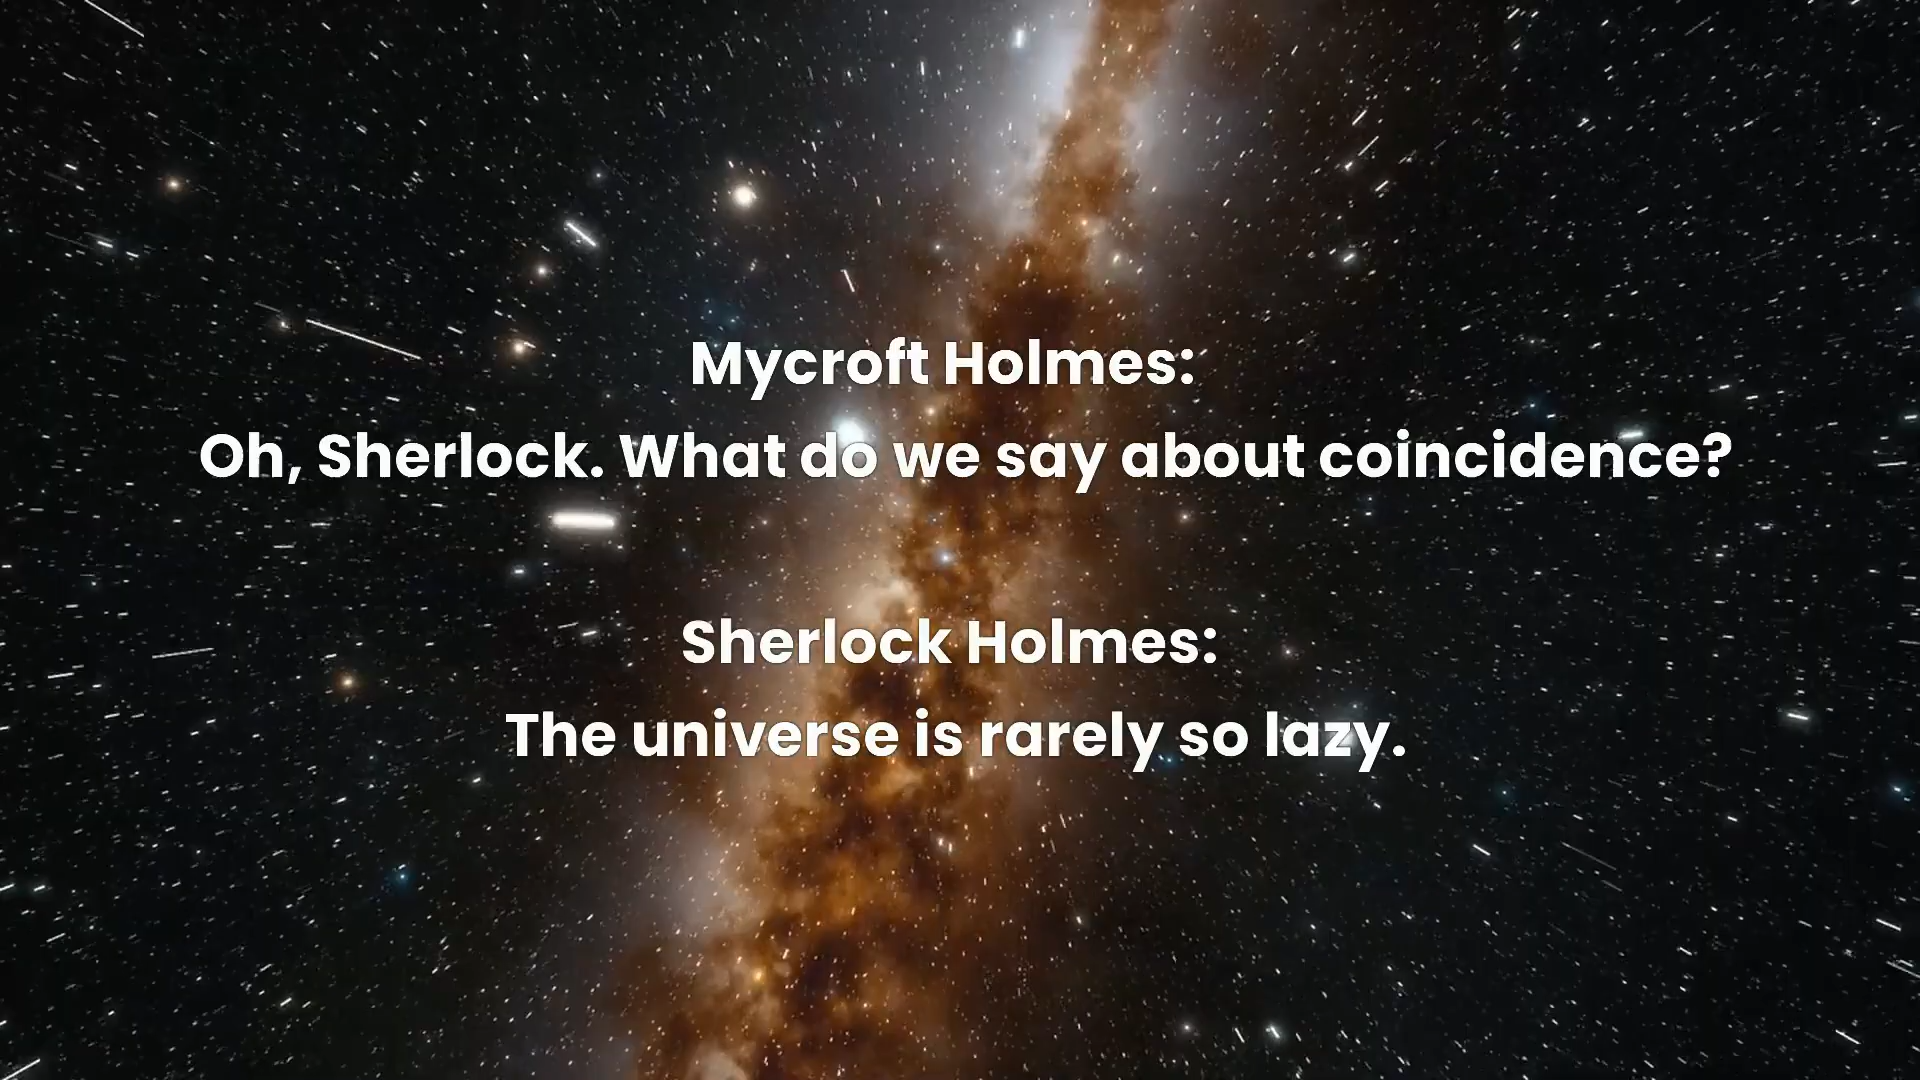 Mycroft Holmes:
Oh, Sherlock. What do we say about coincidence?
Sherlock Holmes:
The universe is rarely so lazy.